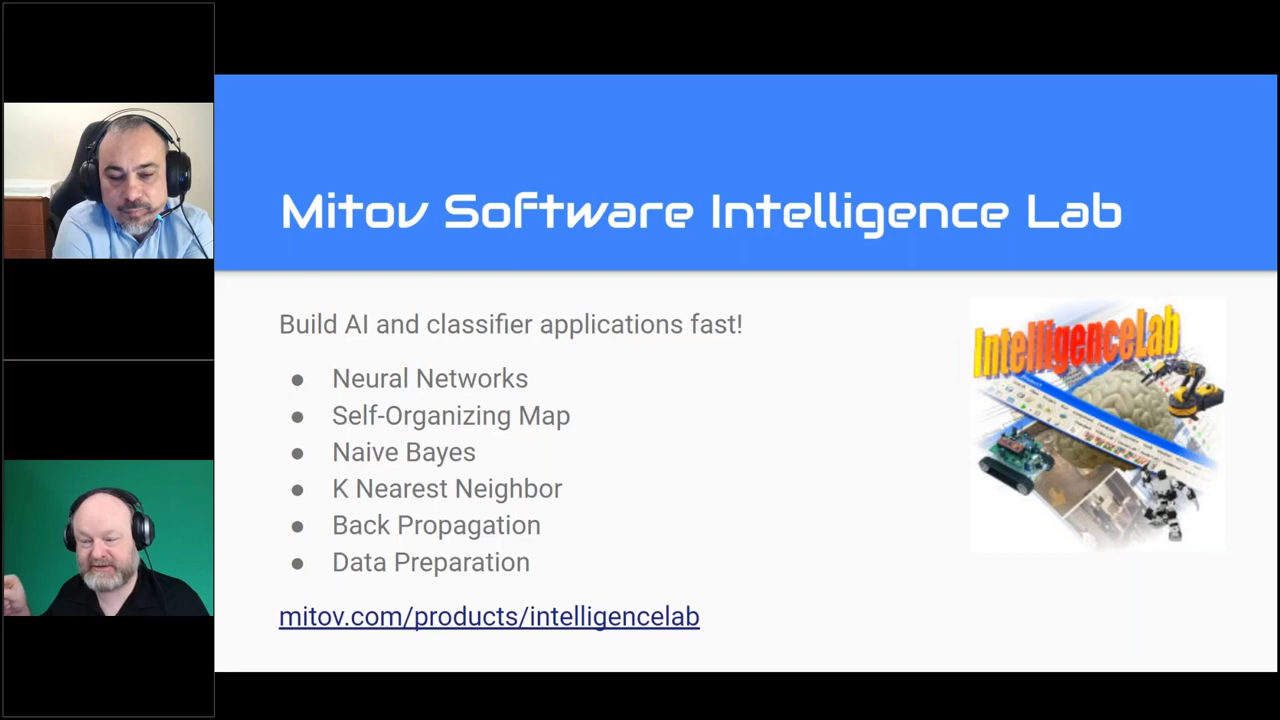 Mitov Software Intelligence Lab
Build AI and classifier applications fast!
● Neural Networks
● Self-Organizing Map
● Naive Bayes
● K Nearest Neighbor
● Back Propagation
● Data Preparation
mitov.com/products/intelligencelab
IntelligenceLab